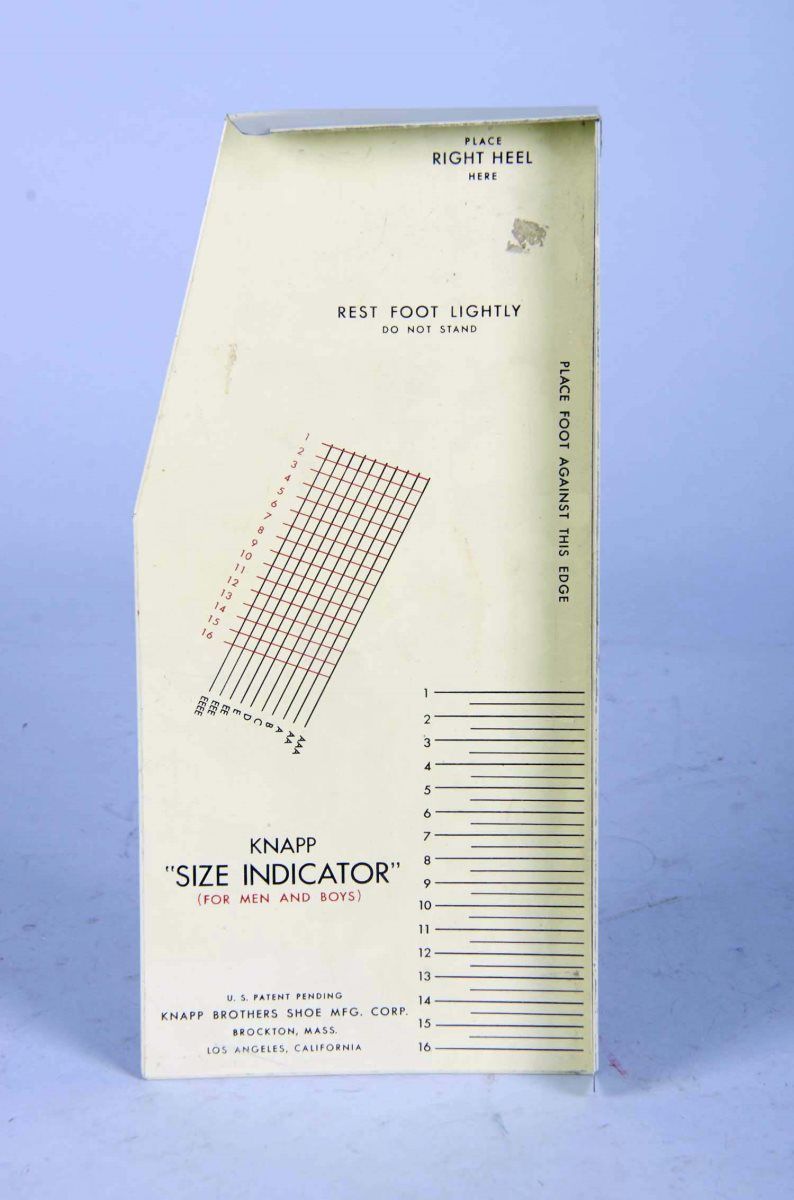 PLACE
RIGHT HEEL
HERE
REST FOOT LIGHTLY
DO NOT STAND
PLACE FOOT AGAINST THIS EDGE
1
2
3
4
5
6
7
8
9
10
11
12
13
14
15
16
EEEE
EEE
EE
E
D
C
B
A
AA
AAA
1
2
3
4
5
6
7
8
9
10
11
12
13
14
15
16
KNAPP
"SIZE INDICATOR"
(FOR MEN AND BOYS)
U. S. PATENT PENDING
KNAPP BROTHERS SHOE MFG. CORP.
BROCKTON, MASS.
LOS ANGELES, CALIFORNIA